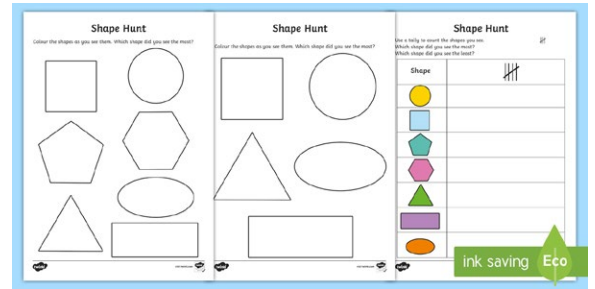 Shape Hunt
Colour the shapes as you see them. Which shape did you see the most?
Shape Hunt
Colour the shapes as you see them. Which shape did you see the most?
Shape Hunt
Use a tally to count the shapes you see.
Which shape did you see the most?
Which shape did you see the least?
Shape
ink saving Eco